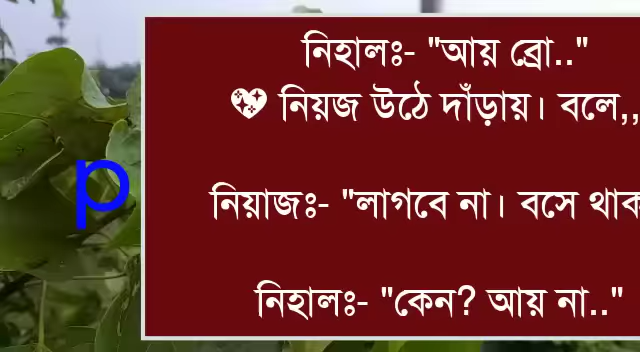 নিহালঃ- "আয় ব্রো.."
💖 নিয়জ উঠে দাঁড়ায়। বলে,,
p
নিয়াজঃ- "লাগবে না। বসে থাক
নিহালঃ- "কেন? আয় না.."